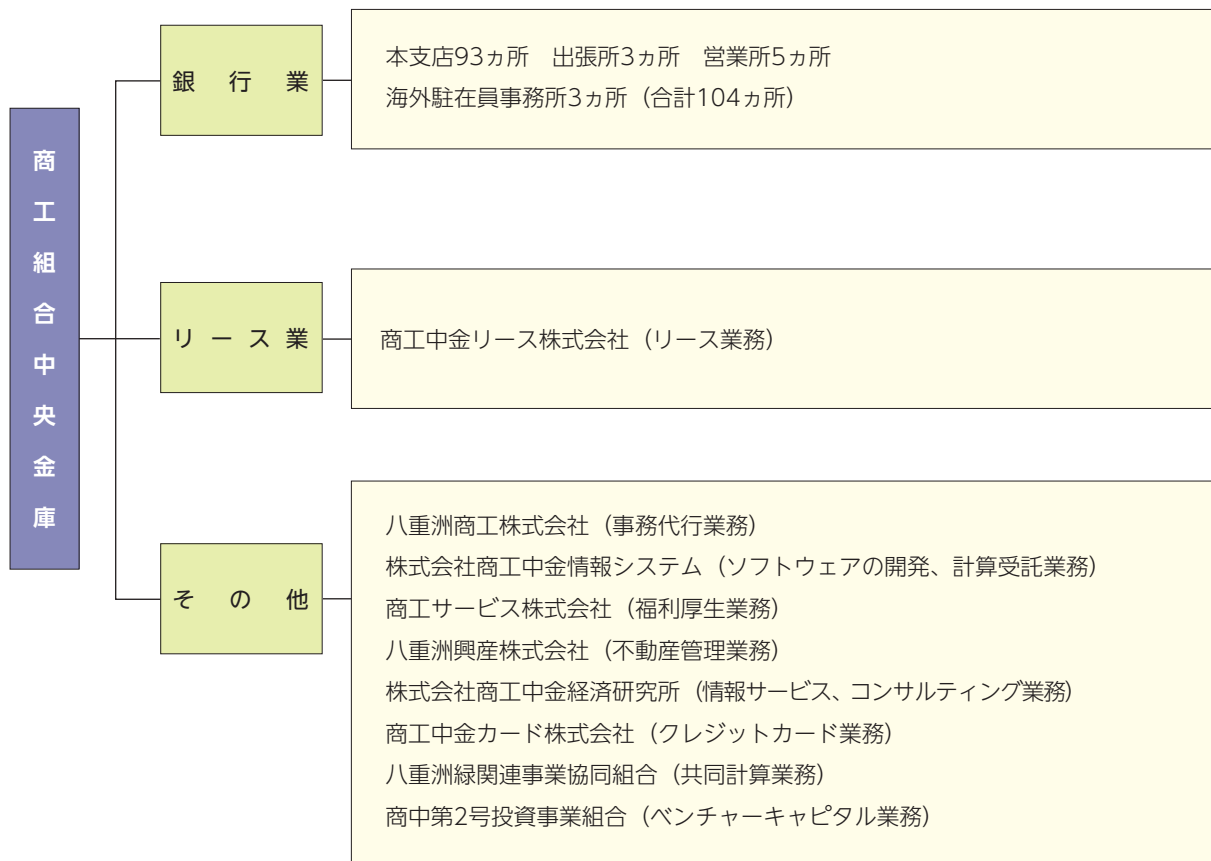 商工組合中央金庫
銀行業
本支店93ヵ所　出張所3ヵ所　営業所5ヵ所
海外駐在員事務所3ヵ所（合計104ヵ所）
リース業
商工中金リース株式会社（リース業務）
その他
八重洲商工株式会社（事務代行業務）
株式会社商工中金情報システム（ソフトウェアの開発、計算受託業務）
商工サービス株式会社（福利厚生業務）
八重洲興産株式会社（不動産管理業務）
株式会社商工中金経済研究所（情報サービス、コンサルティング業務）
商工中金カード株式会社（クレジットカード業務）
八重洲緑関連事業協同組合（共同計算業務）
商中第2号投資事業組合（ベンチャーキャピタル業務）